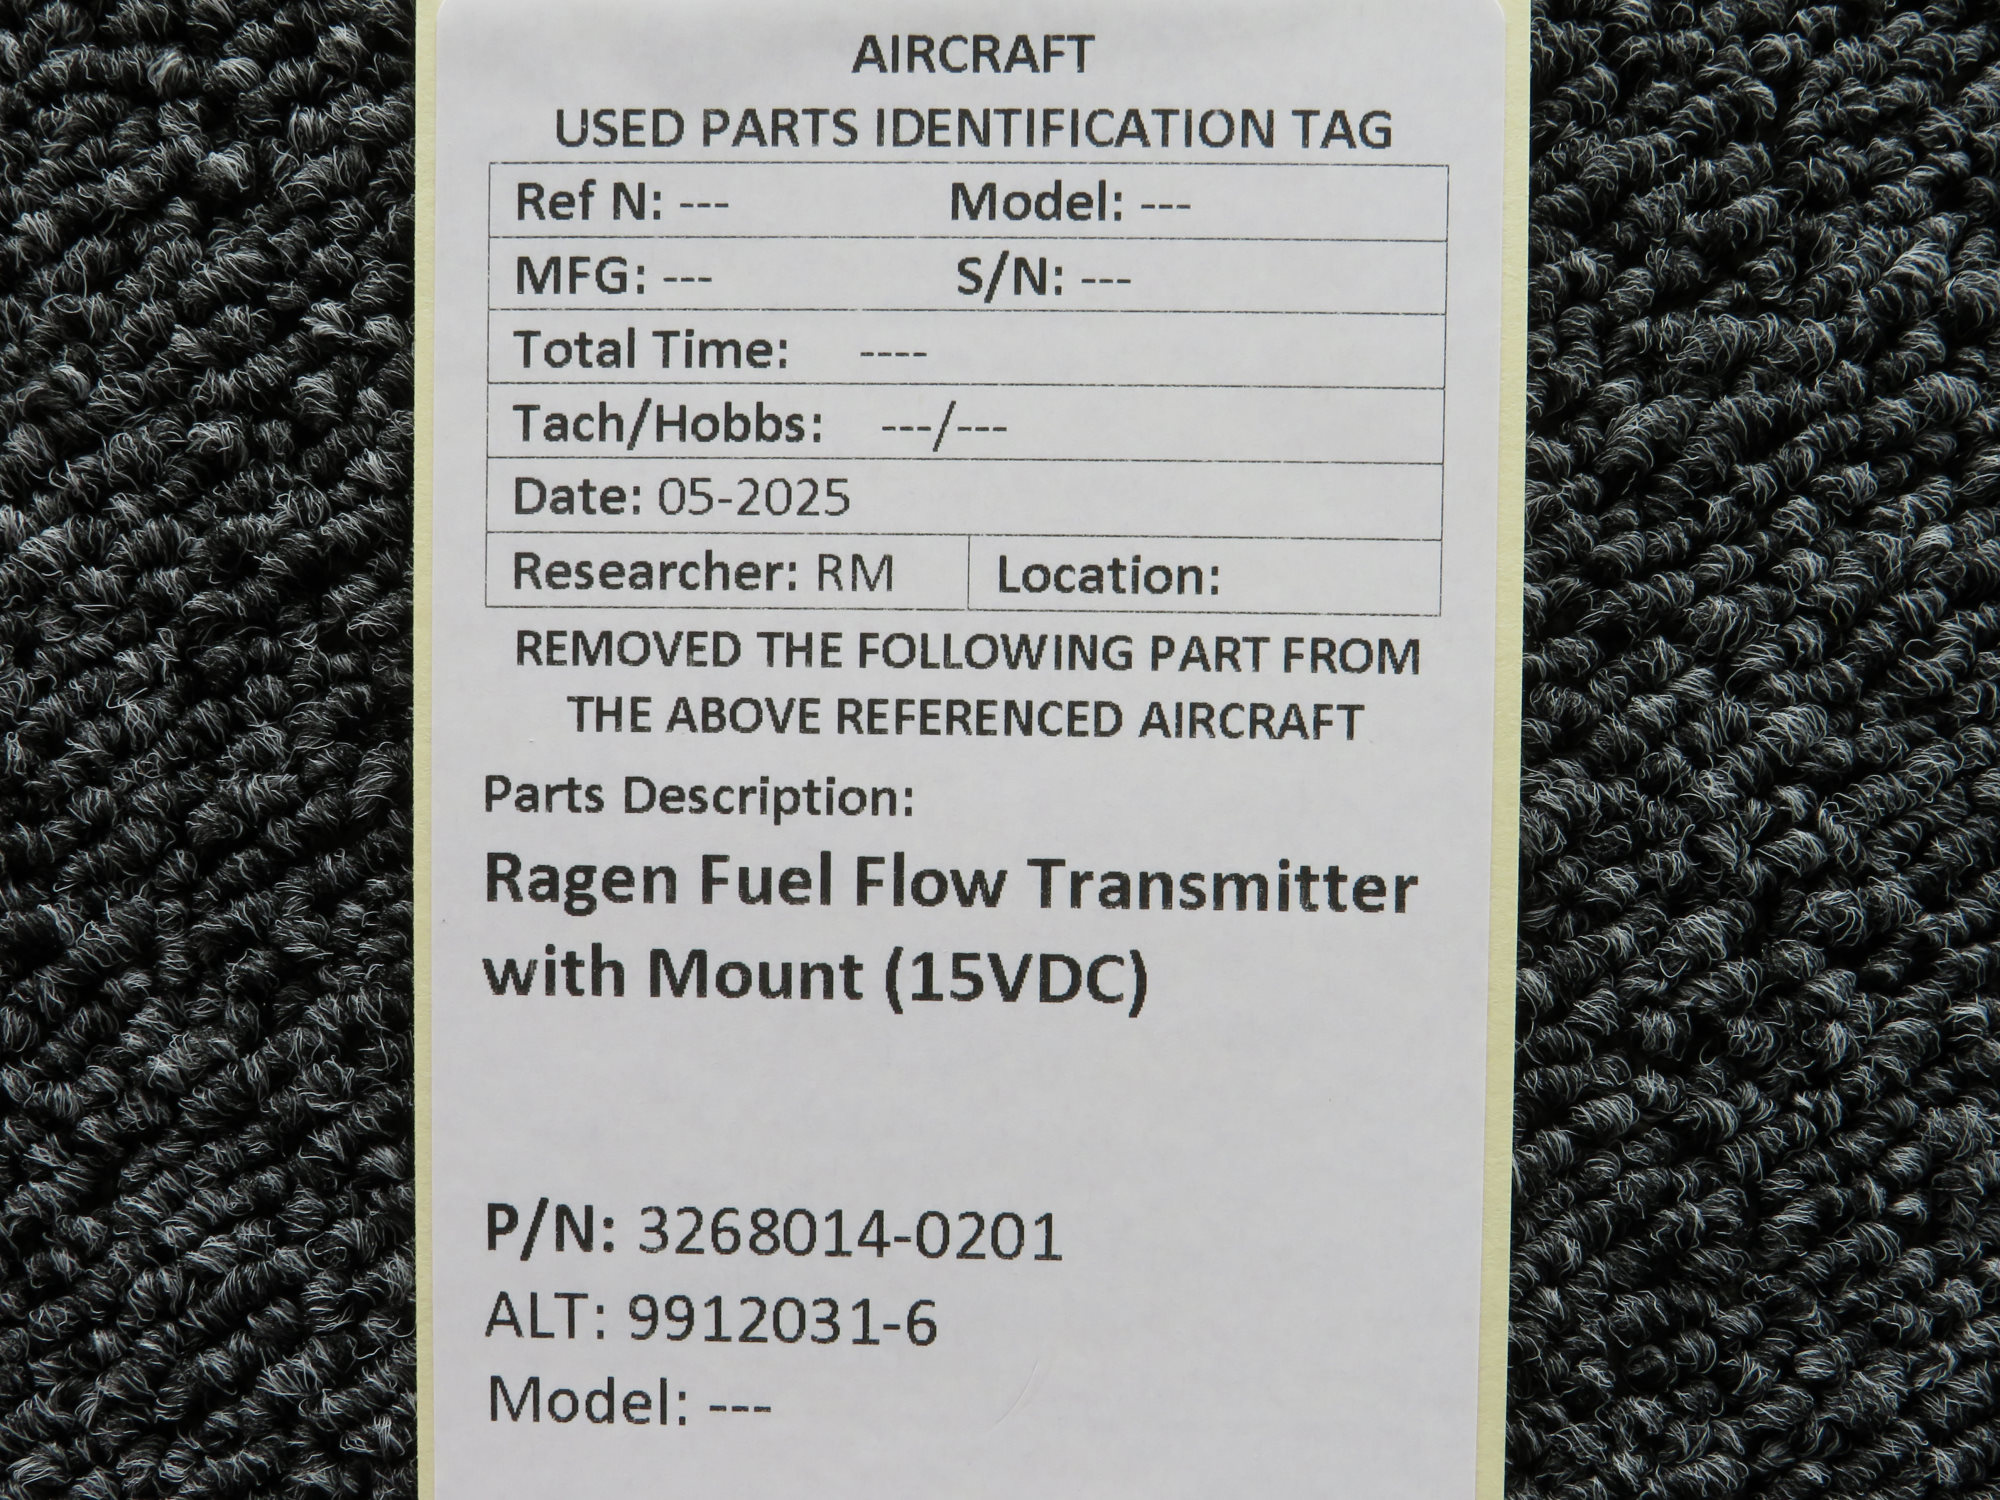 AIRCRAFT
USED PARTS IDENTIFICATION TAG
Ref N: --- Model: ---
MFG: --- S/N: ---
Total Time: ----
Tach/Hobbs: ---/---
Date: 05-2025
Researcher: RM Location:
REMOVED THE FOLLOWING PART FROM
THE ABOVE REFERENCED AIRCRAFT
Parts Description:
Ragen Fuel Flow Transmitter
with Mount (15VDC)
P/N: 3268014-0201
ALT: 9912031-6
Model: ---